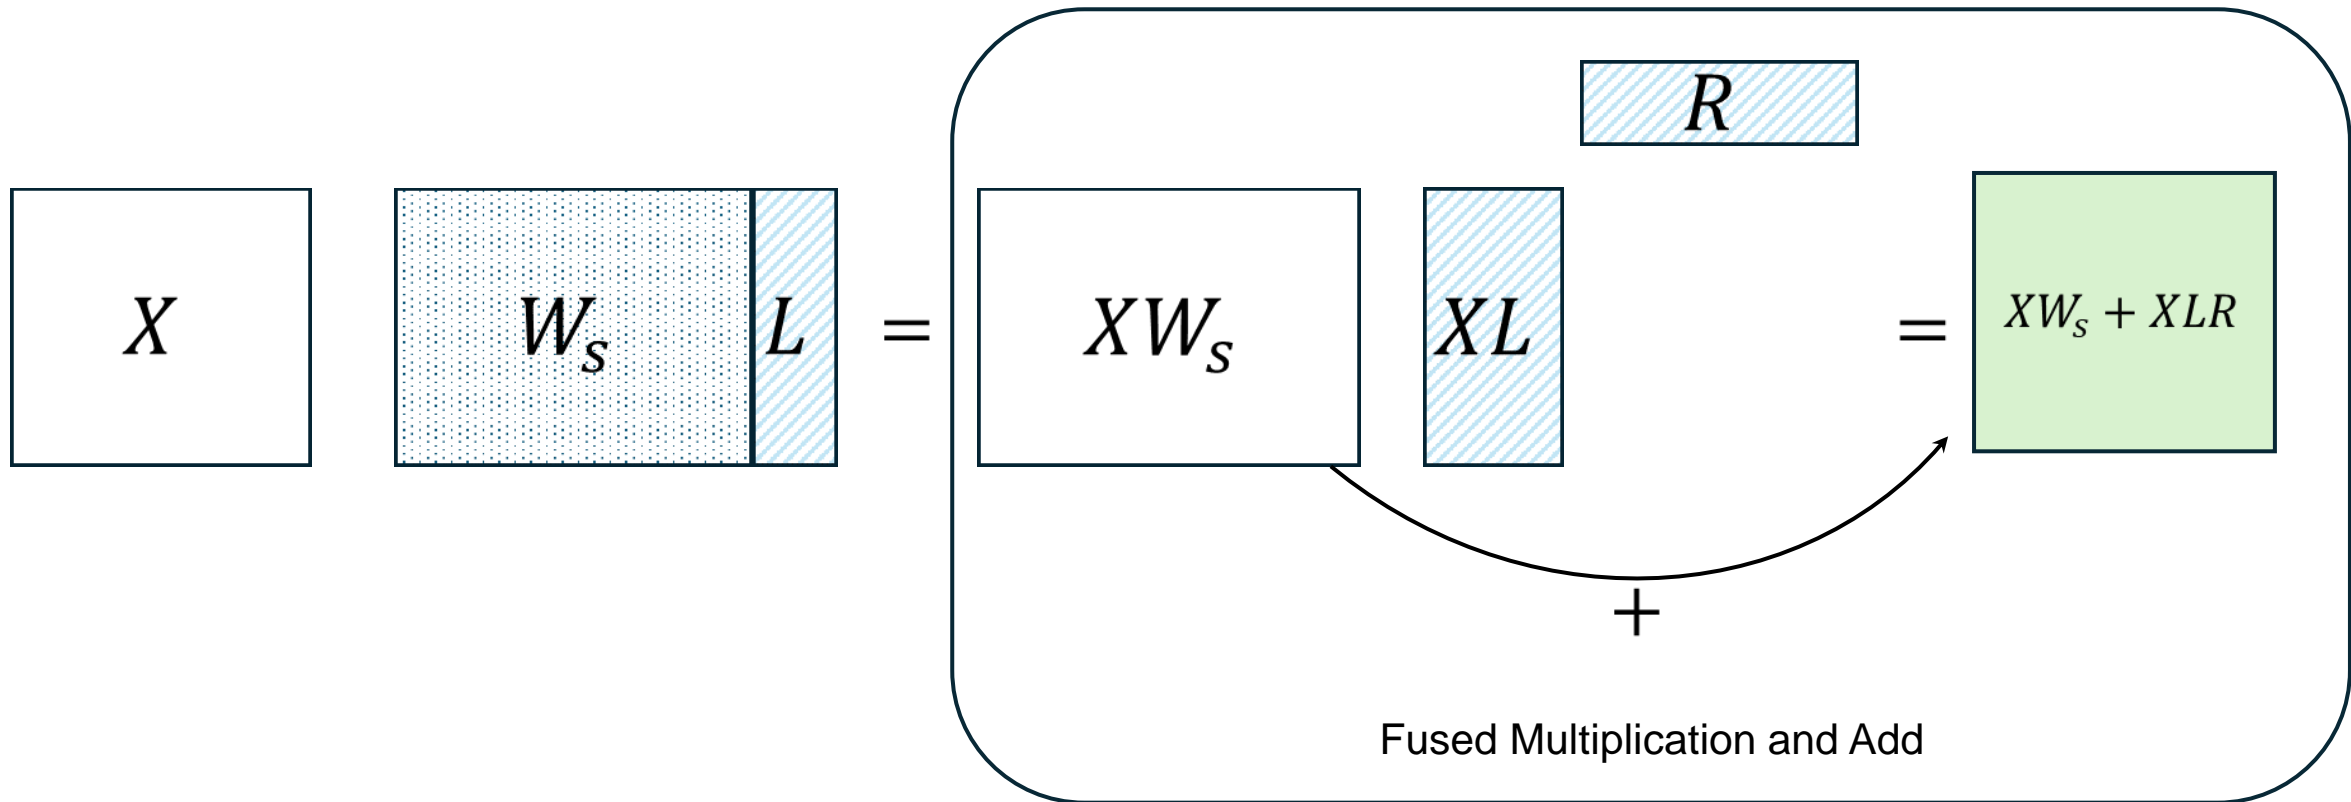 R
X W_s L = XW_s XL = XW_s + XLR
+
Fused Multiplication and Add